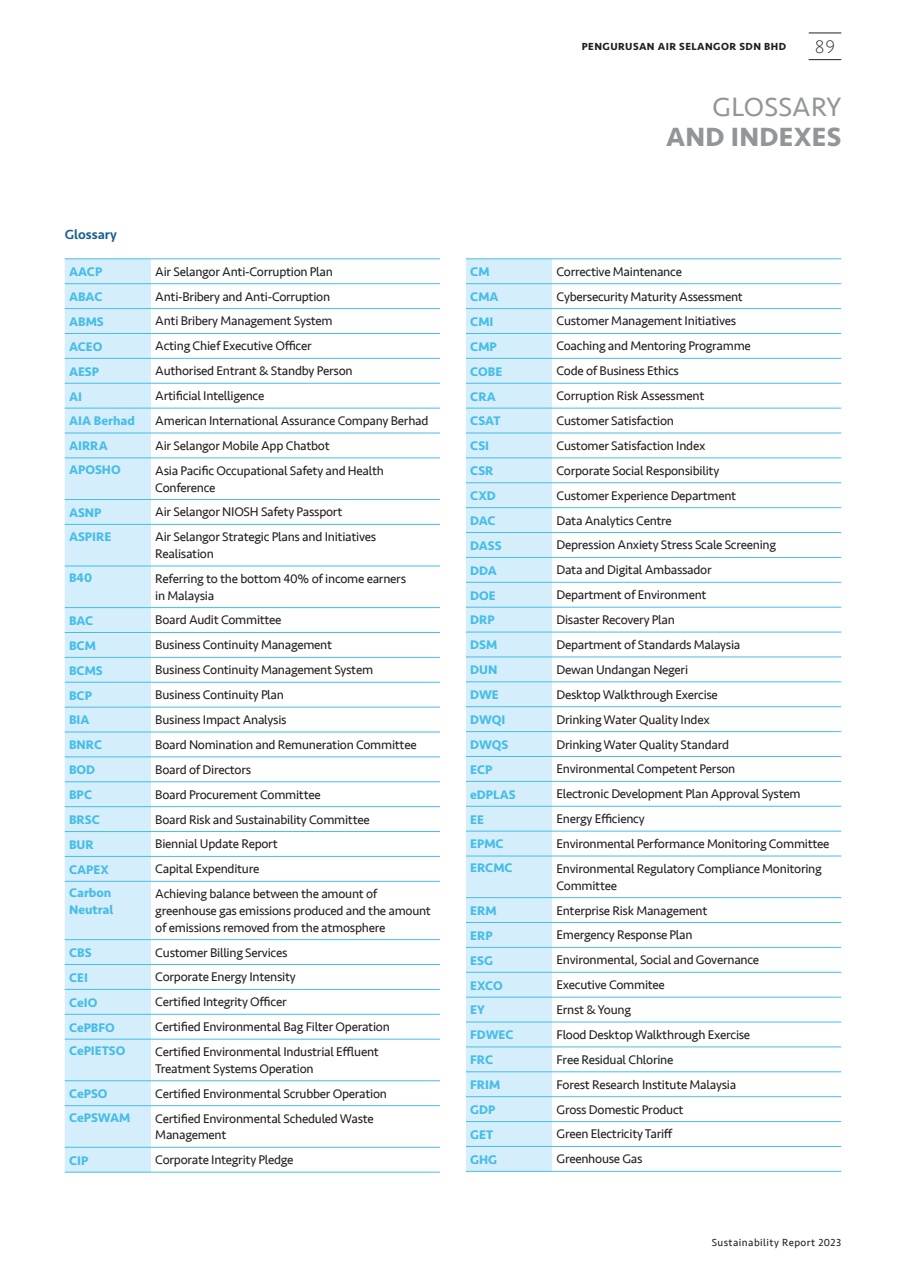 PENGURUSAN AIR SELANGOR SDN BHD 89
GLOSSARY
AND INDEXES
Glossary
AACP Air Selangor Anti-Corruption Plan
ABAC Anti-Bribery and Anti-Corruption
ABMS Anti Bribery Management System
ACEO Acting Chief Executive Officer
AESP Authorised Entrant & Standby Person
AI Artificial Intelligence
AIA Berhad American International Assurance Company Berhad
AIRRA Air Selangor Mobile App Chatbot
APOSHO Asia Pacific Occupational Safety and Health
Conference
ASNP Air Selangor NIOSH Safety Passport
ASPIRE Air Selangor Strategic Plans and Initiatives
Realisation
B40 Referring to the bottom 40% of income earners
in Malaysia
BAC Board Audit Committee
BCM Business Continuity Management
BCMS Business Continuity Management System
BCP Business Continuity Plan
BIA Business Impact Analysis
BNRC Board Nomination and Remuneration Committee
BOD Board of Directors
BPC Board Procurement Committee
BRSC Board Risk and Sustainability Committee
BUR Biennial Update Report
CAPEX Capital Expenditure
Carbon Achieving balance between the amount of
Neutral greenhouse gas emissions produced and the amount
of emissions removed from the atmosphere
CBS Customer Billing Services
CEI Corporate Energy Intensity
CeIO Certified Integrity Officer
CePBFO Certified Environmental Bag Filter Operation
CePIETSO Certified Environmental Industrial Effluent
Treatment Systems Operation
CePSO Certified Environmental Scrubber Operation
CePSWAM Certified Environmental Scheduled Waste
Management
CIP Corporate Integrity Pledge
CM Corrective Maintenance
CMA Cybersecurity Maturity Assessment
CMI Customer Management Initiatives
CMP Coaching and Mentoring Programme
COBE Code of Business Ethics
CRA Corruption Risk Assessment
CSAT Customer Satisfaction
CSI Customer Satisfaction Index
CSR Corporate Social Responsibility
CXD Customer Experience Department
DAC Data Analytics Centre
DASS Depression Anxiety Stress Scale Screening
DDA Data and Digital Ambassador
DOE Department of Environment
DRP Disaster Recovery Plan
DSM Department of Standards Malaysia
DUN Dewan Undangan Negeri
DWE Desktop Walkthrough Exercise
DWQI Drinking Water Quality Index
DWQS Drinking Water Quality Standard
ECP Environmental Competent Person
eDPLAS Electronic Development Plan Approval System
EE Energy Efficiency
EPMC Environmental Performance Monitoring Committee
ERCMC Environmental Regulatory Compliance Monitoring
Committee
ERM Enterprise Risk Management
ERP Emergency Response Plan
ESG Environmental, Social and Governance
EXCO Executive Commitee
EY Ernst & Young
FDWEC Flood Desktop Walkthrough Exercise
FRC Free Residual Chlorine
FRIM Forest Research Institute Malaysia
GDP Gross Domestic Product
GET Green Electricity Tariff
GHG Greenhouse Gas
Sustainability Report 2023